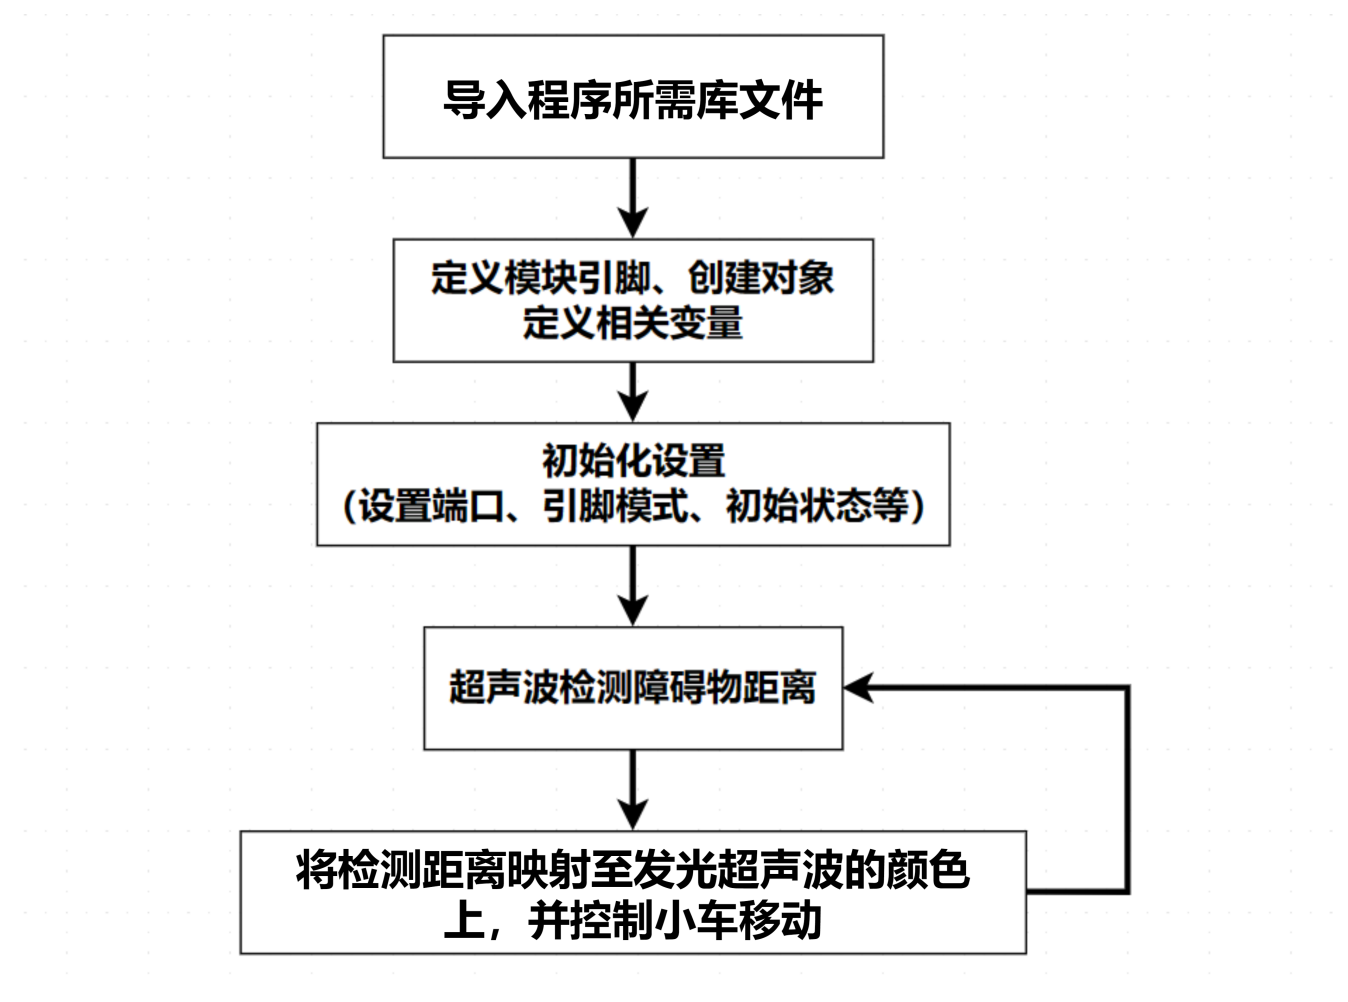 导入程序所需库文件
定义模块引脚、创建对象
定义相关变量
初始化设置
（设置端口、引脚模式、初始状态等）
超声波检测障碍物距离
将检测距离映射至发光超声波的颜色
上，并控制小车移动